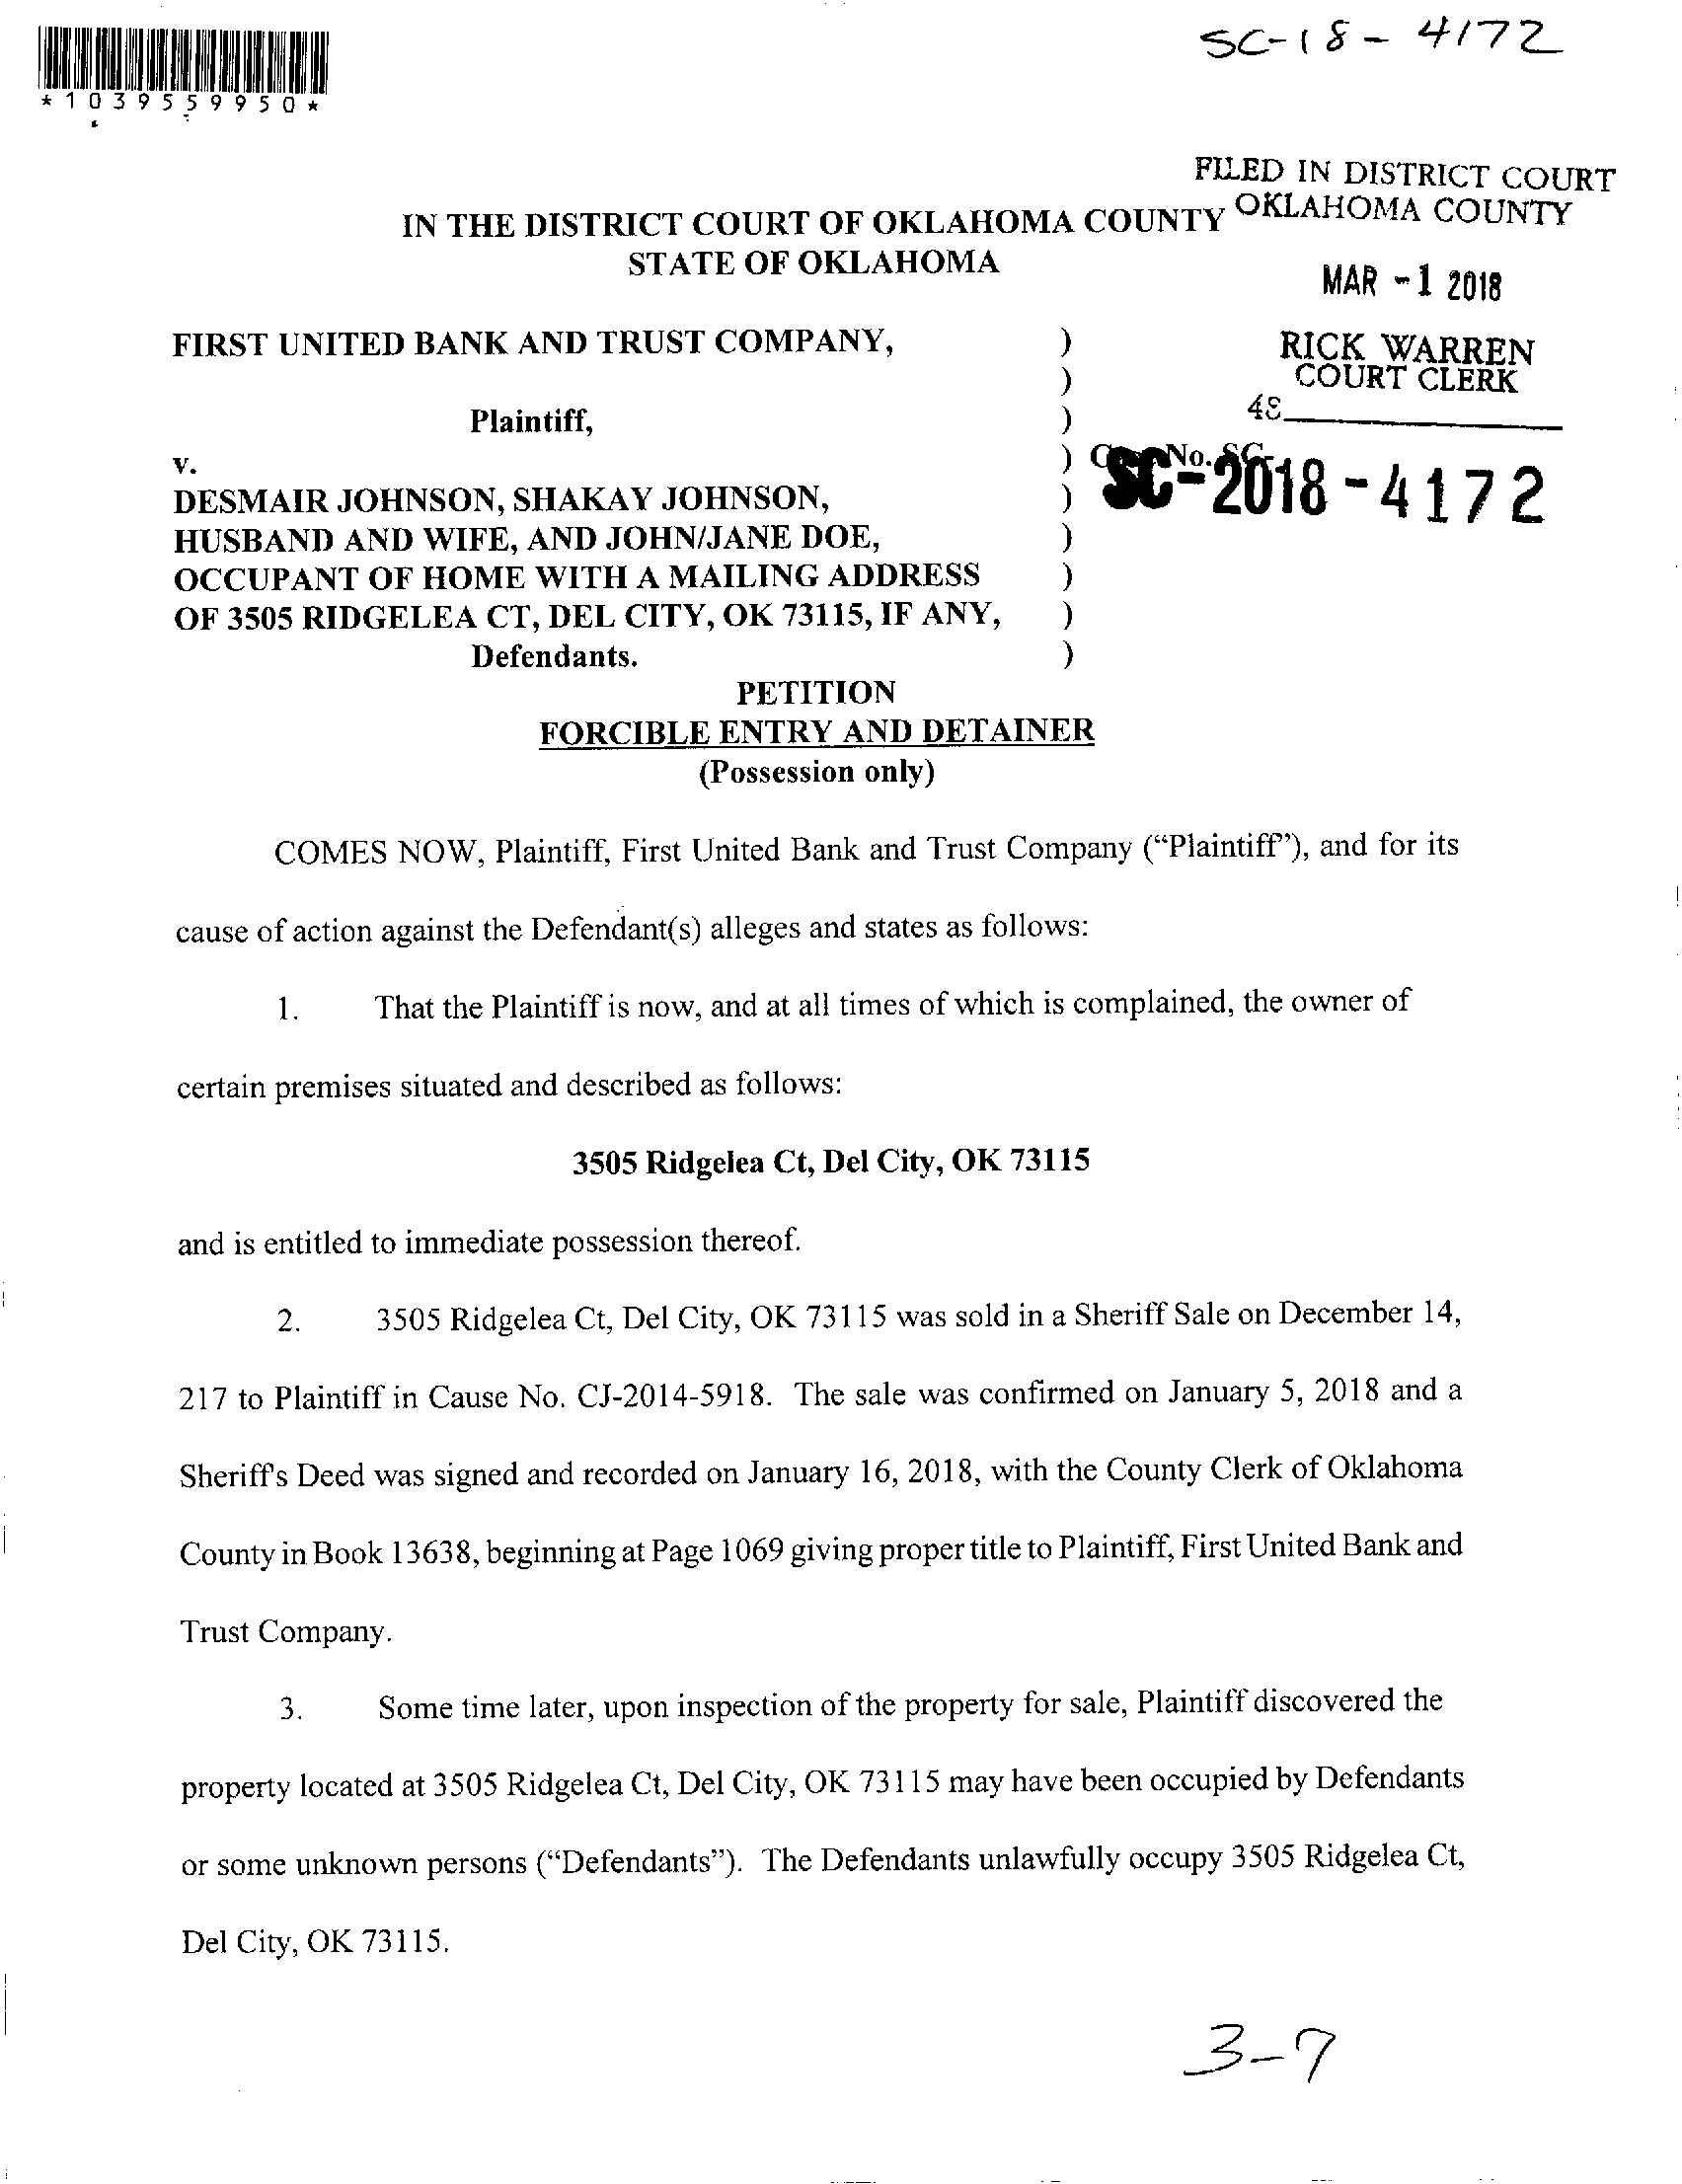 SC-18-4172
*1039559950*
FILED IN DISTRICT COURT
OKLAHOMA COUNTY
IN THE DISTRICT COURT OF OKLAHOMA COUNTY
STATE OF OKLAHOMA
MAR -1 2018
FIRST UNITED BANK AND TRUST COMPANY, )
RICK WARREN
COURT CLERK
)
Plaintiff, )
48
v. ) No. SC-
SC-2018-4172
DESMAIR JOHNSON, SHAKAY JOHNSON, )
HUSBAND AND WIFE, AND JOHN/JANE DOE, )
OCCUPANT OF HOME WITH A MAILING ADDRESS )
OF 3505 RIDGELEA CT, DEL CITY, OK 73115, IF ANY, )
Defendants. )
PETITION
FORCIBLE ENTRY AND DETAINER
(Possession only)
COMES NOW, Plaintiff, First United Bank and Trust Company (“Plaintiff”), and for its
cause of action against the Defendant(s) alleges and states as follows:
1. That the Plaintiff is now, and at all times of which is complained, the owner of
certain premises situated and described as follows:
3505 Ridgelea Ct, Del City, OK 73115
and is entitled to immediate possession thereof.
2. 3505 Ridgelea Ct, Del City, OK 73115 was sold in a Sheriff Sale on December 14,
217 to Plaintiff in Cause No. CJ-2014-5918. The sale was confirmed on January 5, 2018 and a
Sheriff's Deed was signed and recorded on January 16, 2018, with the County Clerk of Oklahoma
County in Book 13638, beginning at Page 1069 giving proper title to Plaintiff, First United Bank and
Trust Company.
3. Some time later, upon inspection of the property for sale, Plaintiff discovered the
property located at 3505 Ridgelea Ct, Del City, OK 73115 may have been occupied by Defendants
or some unknown persons (“Defendants”). The Defendants unlawfully occupy 3505 Ridgelea Ct,
Del City, OK 73115.
3-7